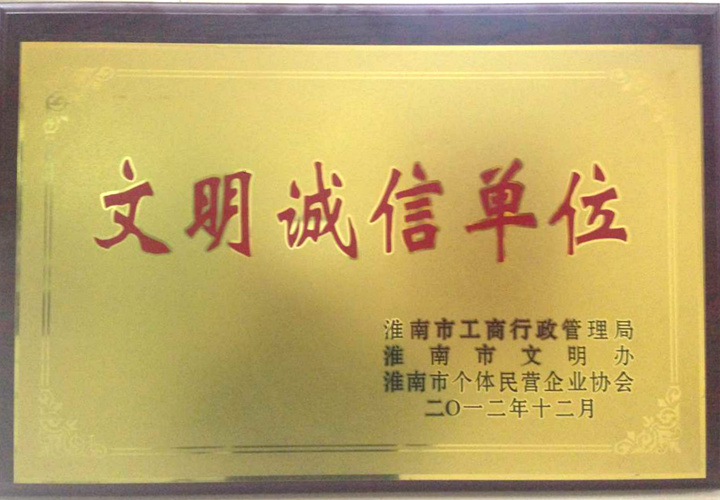 文明诚信单位
淮南市工商行政管理局
淮南市文明办
淮南市个体民营企业协会
二O一二年十二月